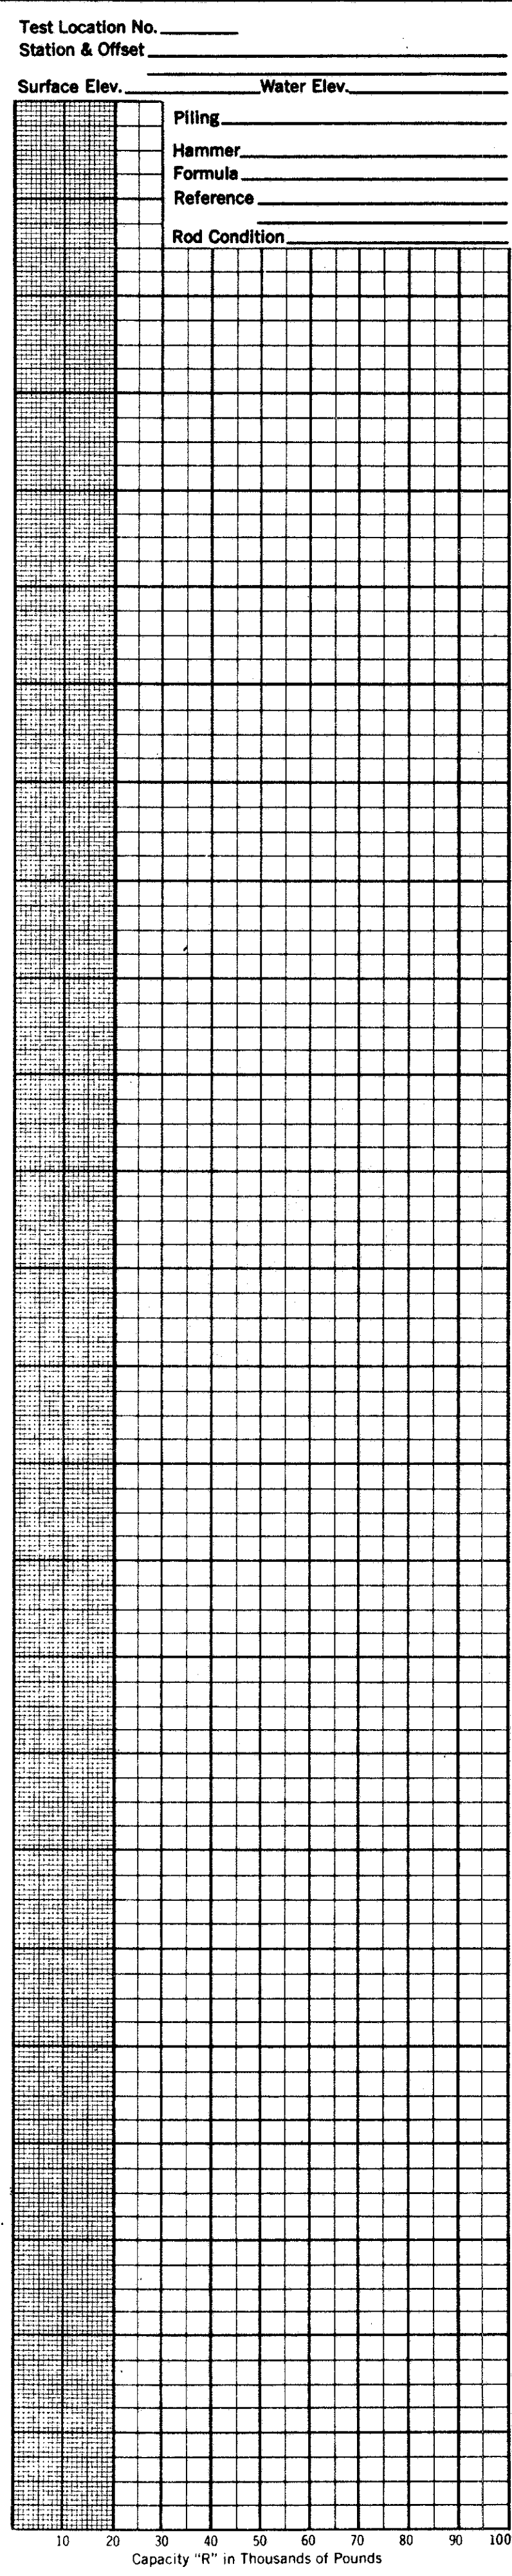 Test Location No.
Station & Offset
Surface Elev. Water Elev.
Piling
Hammer
Formula
Reference
Rod Condition
10 20 30 40 50 60 70 80 90 100
Capacity "R" in Thousands of Pounds